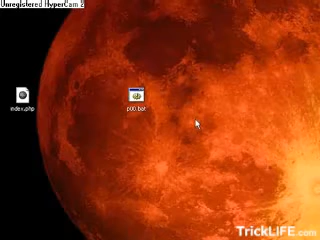 Unregistered HyperCam 2
index.php
p00.bat
TrickLIFE.com